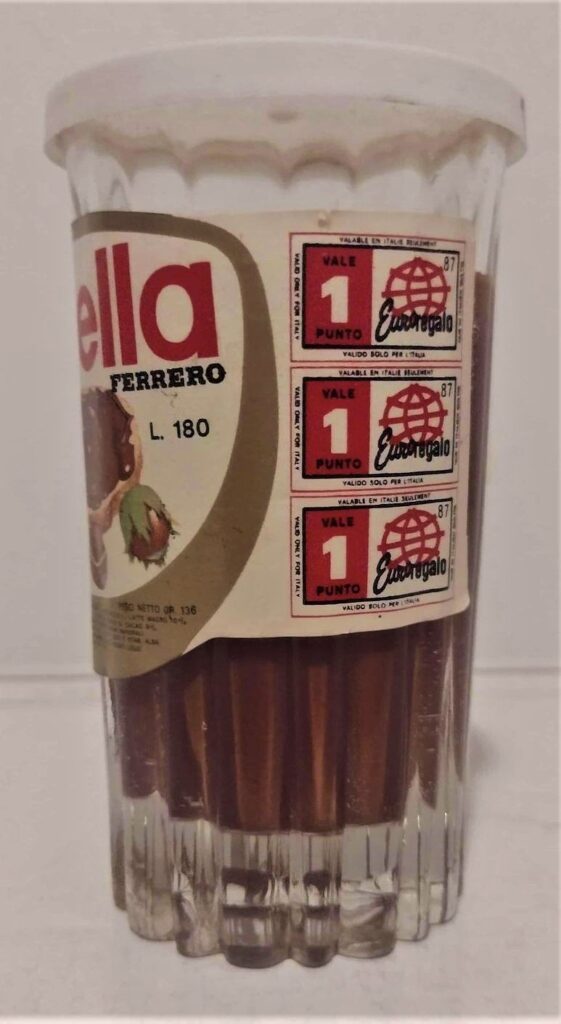 ella
FERRERO
L. 180
PESO NETTO GR. 136
VALABLE EN ITALIE SEULEMENT
VALID ONLY FOR ITALY
VALE
1
PUNTO
87
Euroregalo
VALIDO SOLO PER L'ITALIA
VALABLE EN ITALIE SEULEMENT
VALID ONLY FOR ITALY
VALE
1
PUNTO
87
Euroregalo
VALIDO SOLO PER L'ITALIA
VALABLE EN ITALIE SEULEMENT
VALID ONLY FOR ITALY
VALE
1
PUNTO
87
Euroregalo
VALIDO SOLO PER L'ITALIA